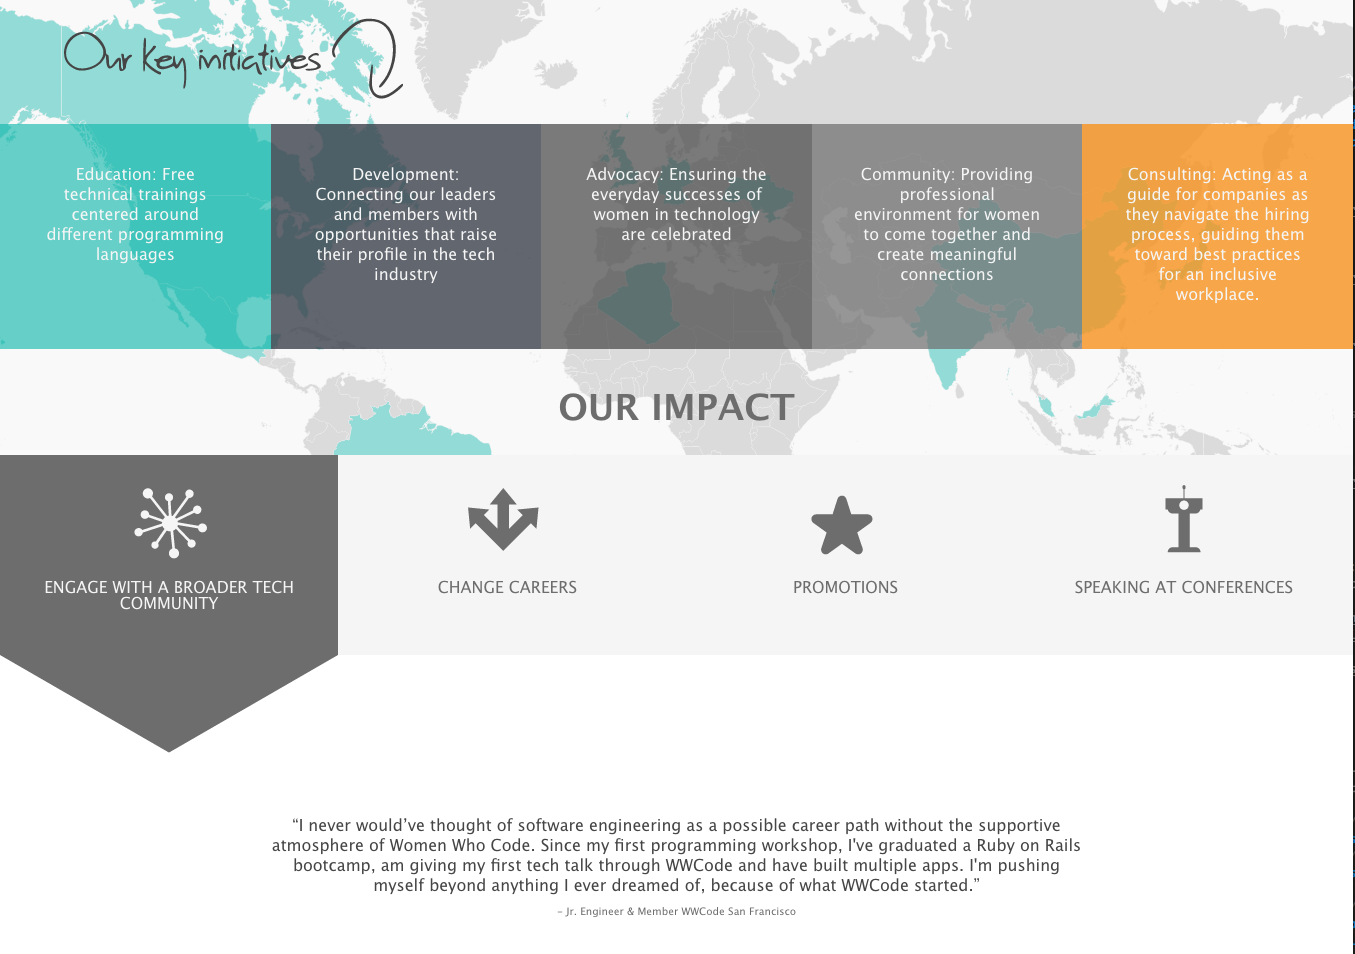 Our key initiatives
Education: Free
technical trainings
centered around
different programming
languages
Development:
Connecting our leaders
and members with
opportunities that raise
their profile in the tech
industry
Advocacy: Ensuring the
everyday successes of
women in technology
are celebrated
Community: Providing
professional
environment for women
to come together and
create meaningful
connections
Consulting: Acting as a
guide for companies as
they navigate the hiring
process, guiding them
toward best practices
for an inclusive
workplace.
OUR IMPACT
ENGAGE WITH A BROADER TECH
COMMUNITY
CHANGE CAREERS
PROMOTIONS
SPEAKING AT CONFERENCES
“I never would’ve thought of software engineering as a possible career path without the supportive
atmosphere of Women Who Code. Since my first programming workshop, I've graduated a Ruby on Rails
bootcamp, am giving my first tech talk through WWCode and have built multiple apps. I'm pushing
myself beyond anything I ever dreamed of, because of what WWCode started.”
– Jr. Engineer & Member WWCode San Francisco